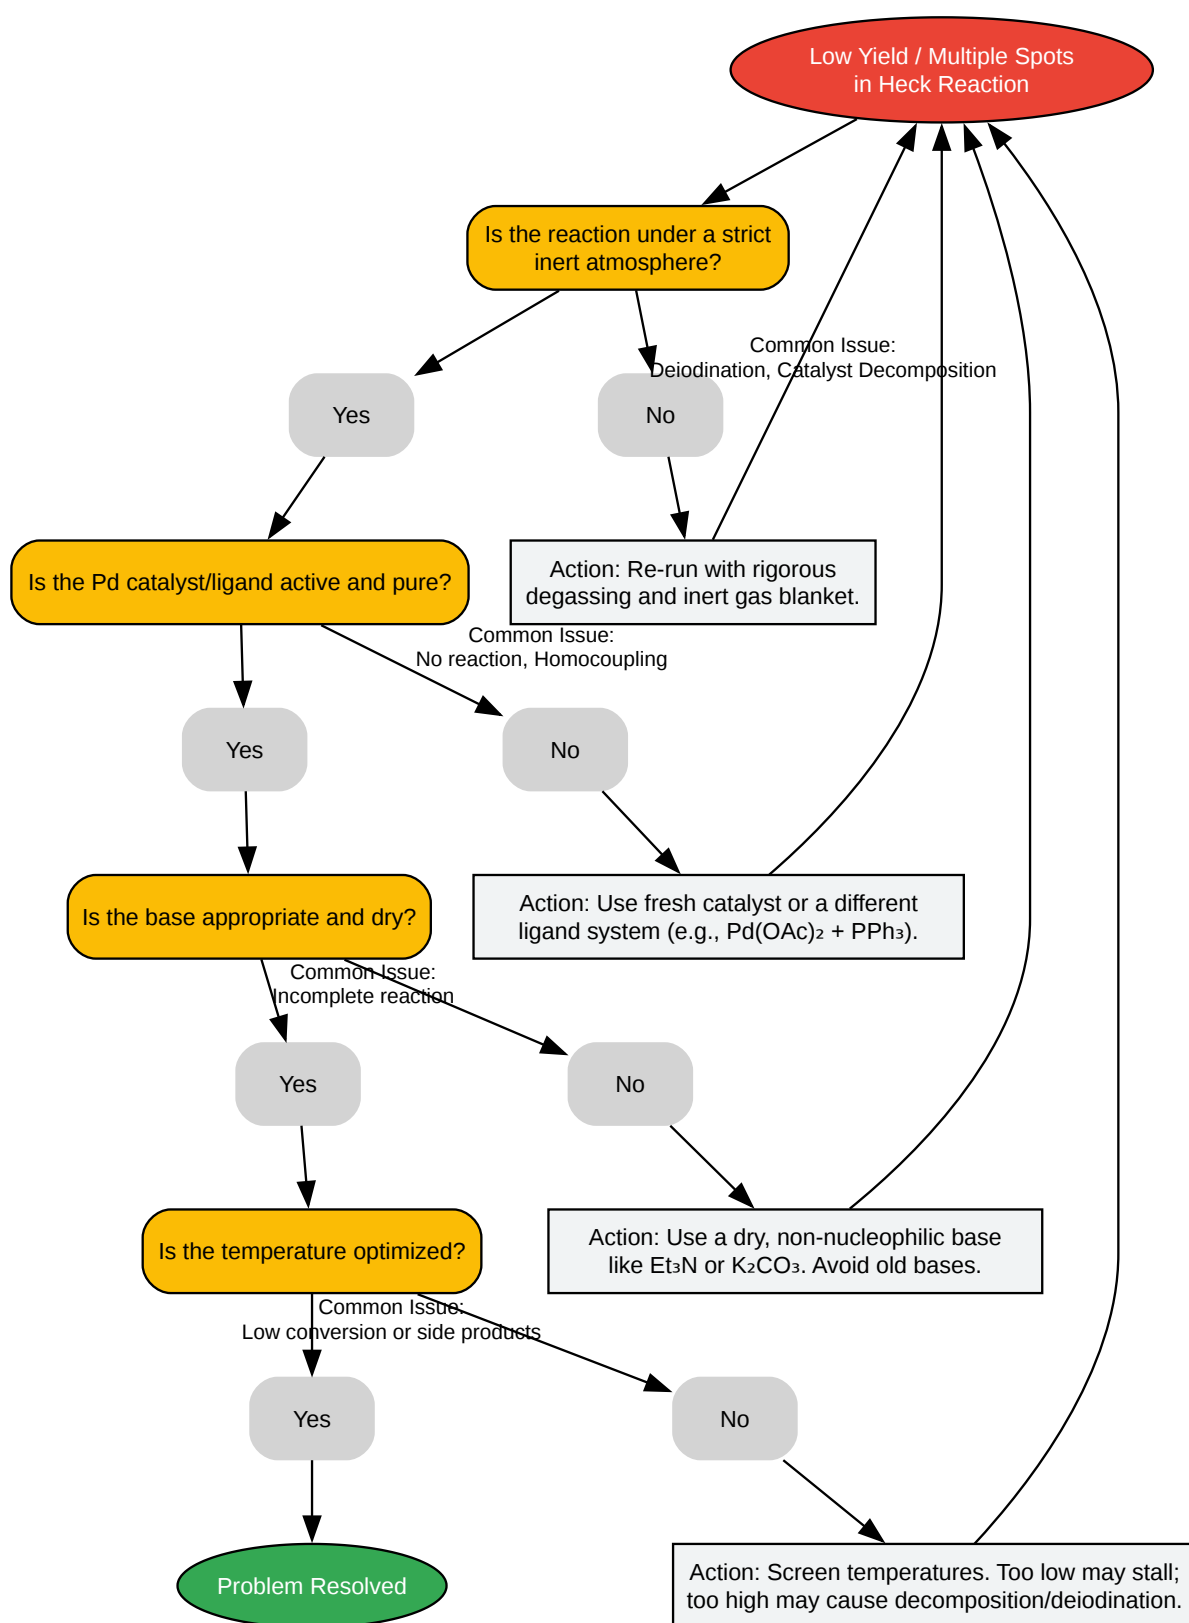 Low Yield / Multiple Spots
in Heck Reaction
Is the reaction under a strict
inert atmosphere?
Common Issue:
Deiodination, Catalyst Decomposition
Yes
No
Is the Pd catalyst/ligand active and pure?
Action: Re-run with rigorous
degassing and inert gas blanket.
Common Issue:
No reaction, Homocoupling
Yes
No
Is the base appropriate and dry?
Action: Use fresh catalyst or a different
ligand system (e.g., Pd(OAc)₂ + PPh₃).
Common Issue:
Incomplete reaction
Yes
No
Is the temperature optimized?
Action: Use a dry, non-nucleophilic base
like Et₃N or K₂CO₃. Avoid old bases.
Common Issue:
Low conversion or side products
Yes
No
Problem Resolved
Action: Screen temperatures. Too low may stall;
too high may cause decomposition/deiodination.